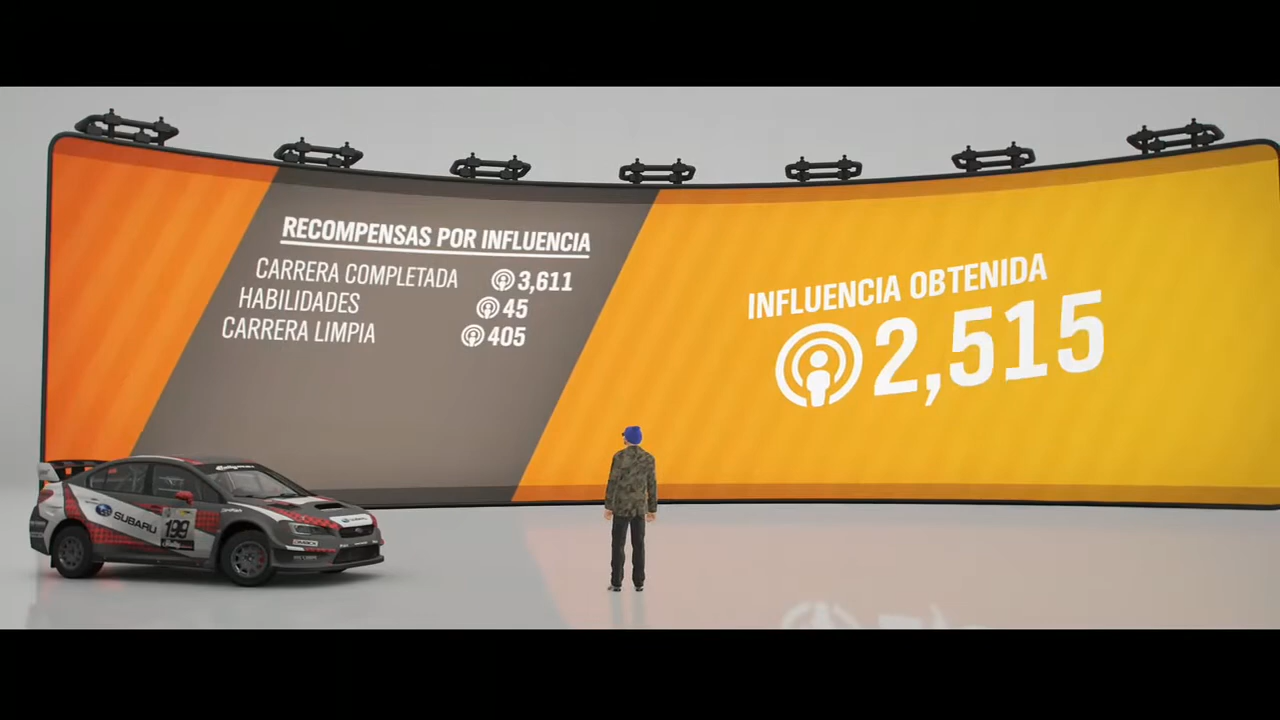 RECOMPENSAS POR INFLUENCIA
CARRERA COMPLETADA 3,611
HABILIDADES 45
CARRERA LIMPIA 405
INFLUENCIA OBTENIDA
2,515
SUBARU
199